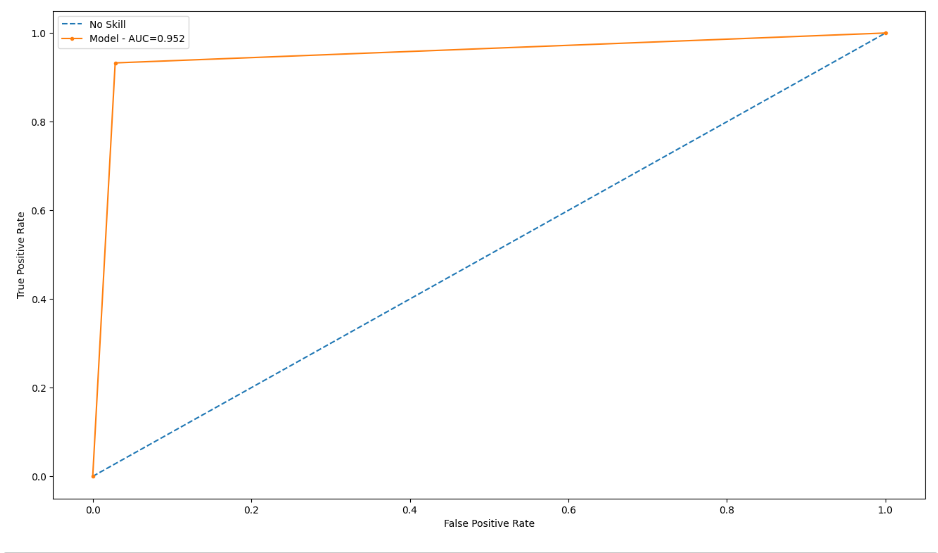 No Skill
Model - AUC=0.952
1.0
0.8
0.6
0.4
0.2
0.0
True Positive Rate
0.0 0.2 0.4 0.6 0.8 1.0
False Positive Rate